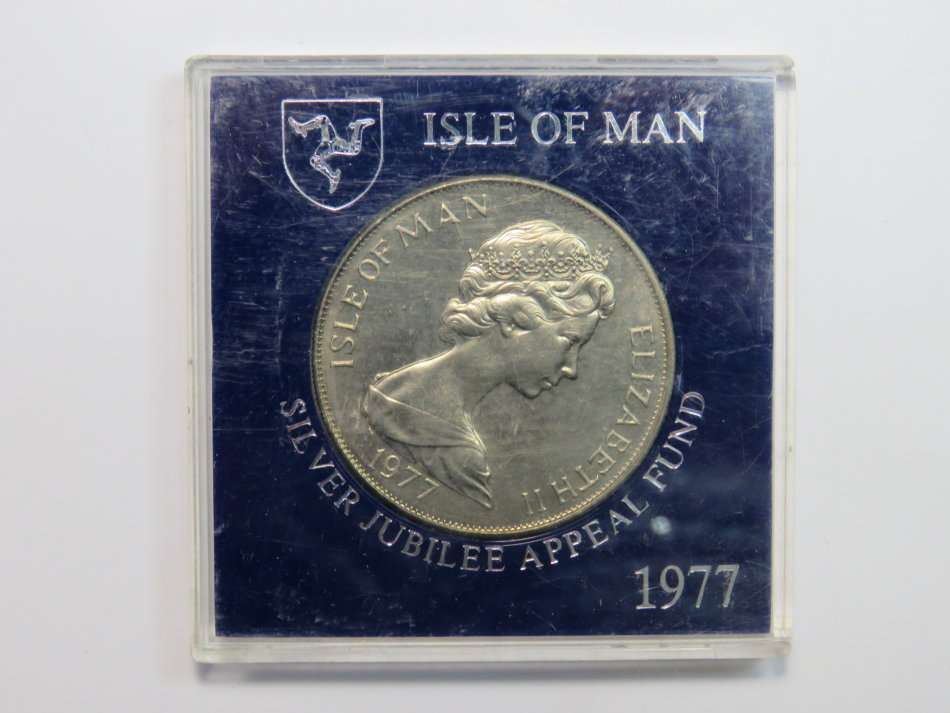 ISLE OF MAN
ISLE OF MAN
ELIZABETH II
1977
SILVER JUBILEE APPEAL FUND
1977